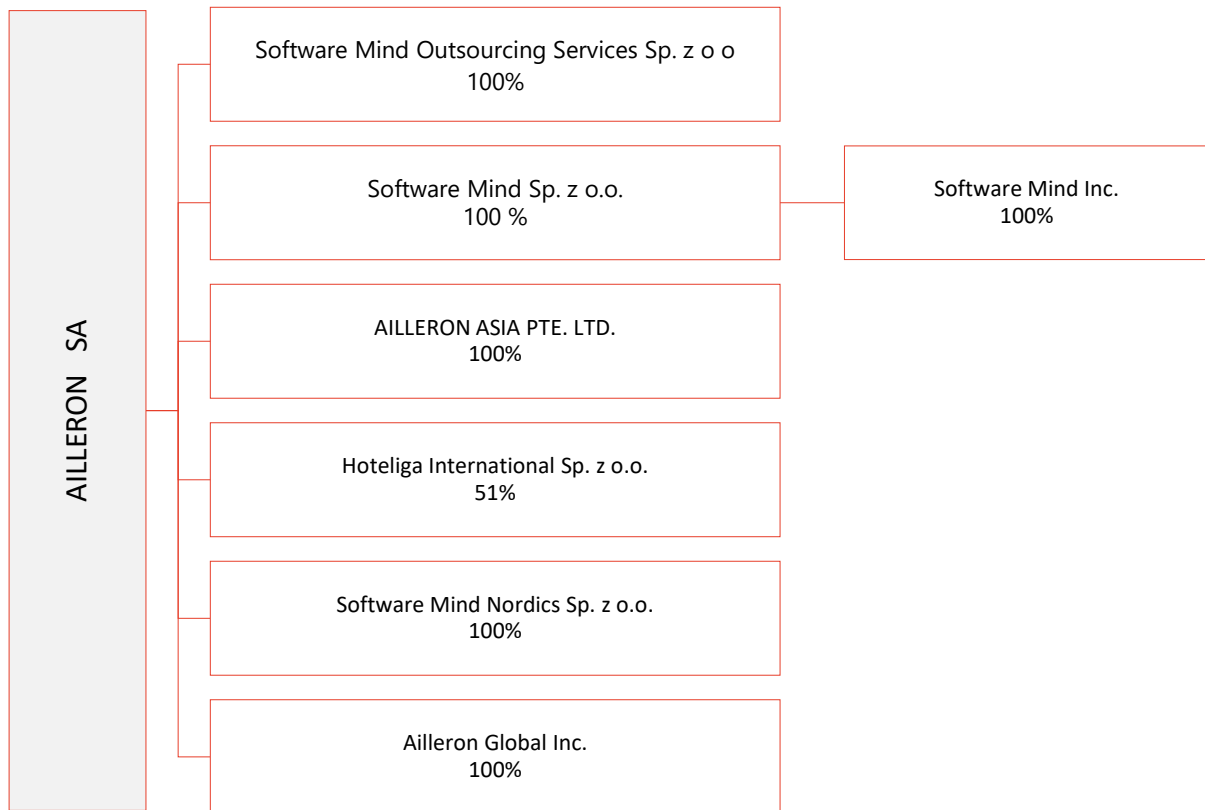 AILLERON SA
Software Mind Outsourcing Services Sp. z o o
100%
Software Mind Sp. z o.o.
100 %
Software Mind Inc.
100%
AILLERON ASIA PTE. LTD.
100%
Hoteliga International Sp. z o.o.
51%
Software Mind Nordics Sp. z o.o.
100%
Ailleron Global Inc.
100%